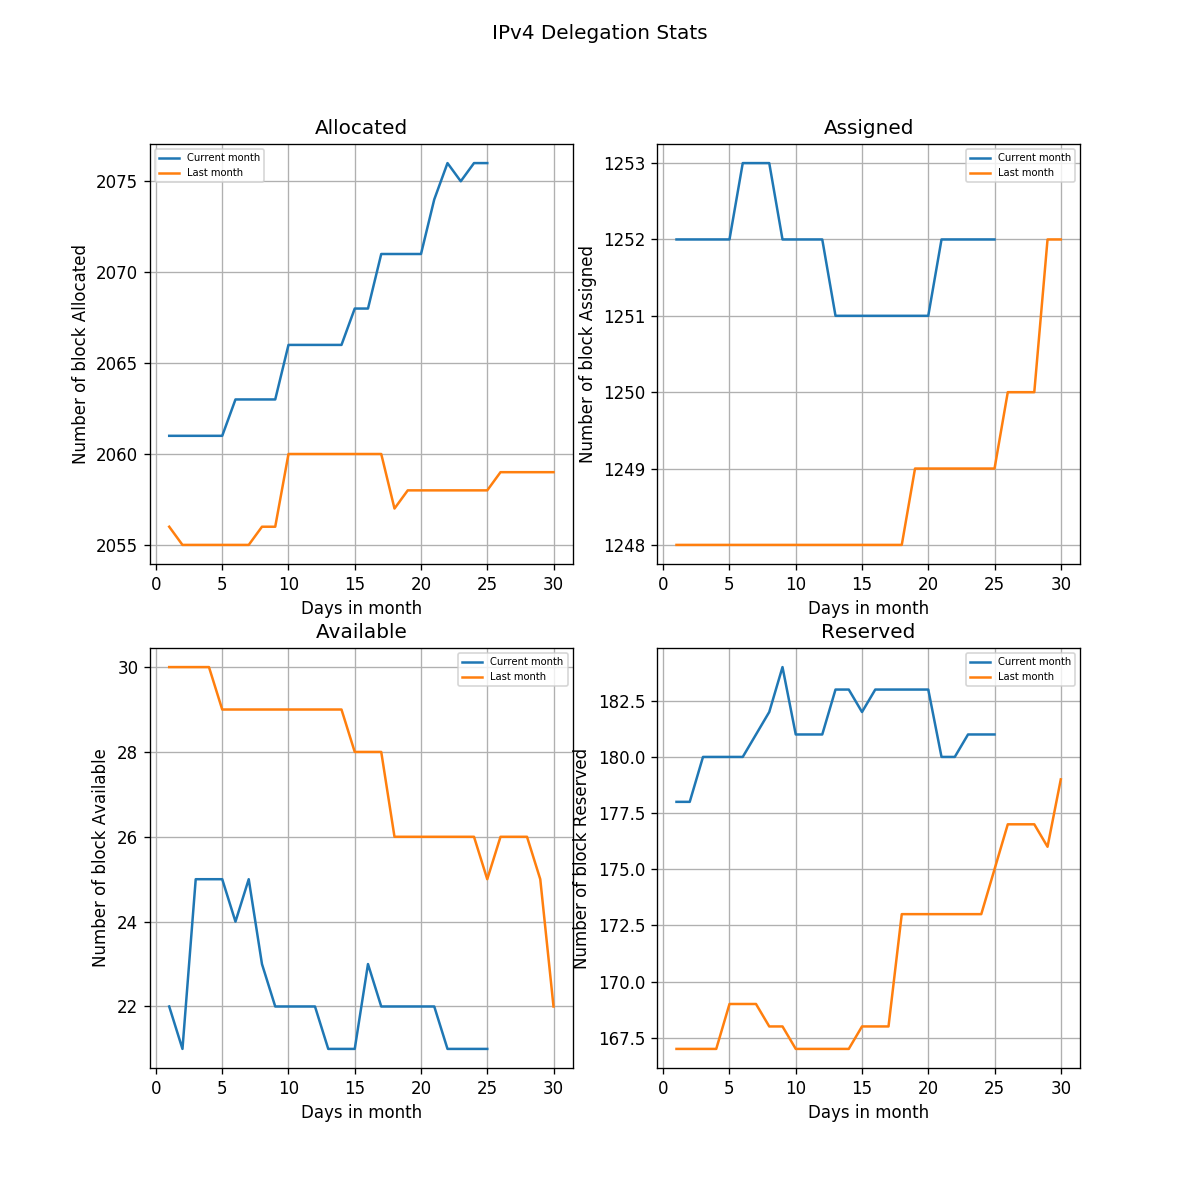 IPv4 Delegation Stats
Allocated
Current month
Last month
Number of block Allocated
2075
2070
2065
2060
2055
0 5 10 15 20 25 30
Days in month
Assigned
Current month
Last month
Number of block Assigned
1253
1252
1251
1250
1249
1248
0 5 10 15 20 25 30
Days in month
Available
Current month
Last month
Number of block Available
30
28
26
24
22
0 5 10 15 20 25 30
Days in month
Reserved
Current month
Last month
Number of block Reserved
182.5
180.0
177.5
175.0
172.5
170.0
167.5
0 5 10 15 20 25 30
Days in month